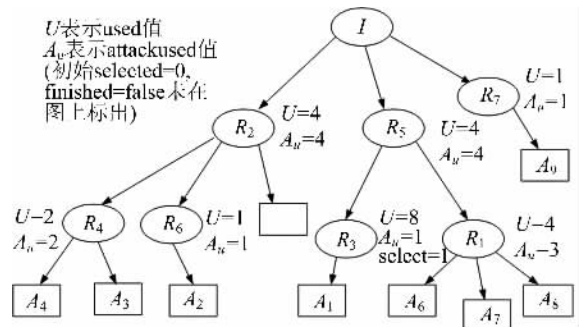 U表示used值
Aᵤ表示attackused值
(初始selected=0,
finished=false未在
图上标出)
I
R₂
U=4
Aᵤ=4
R₅
U=4
Aᵤ=4
R₇
U=1
Aᵤ=1
A₉
U=2
Aᵤ=2
R₄
R₆
U=1
Aᵤ=1
R₃
U=8
Aᵤ=1
select=1
R₁
U=4
Aᵤ=3
A₄
A₃
A₂
A₁
A₆
A₇
A₈